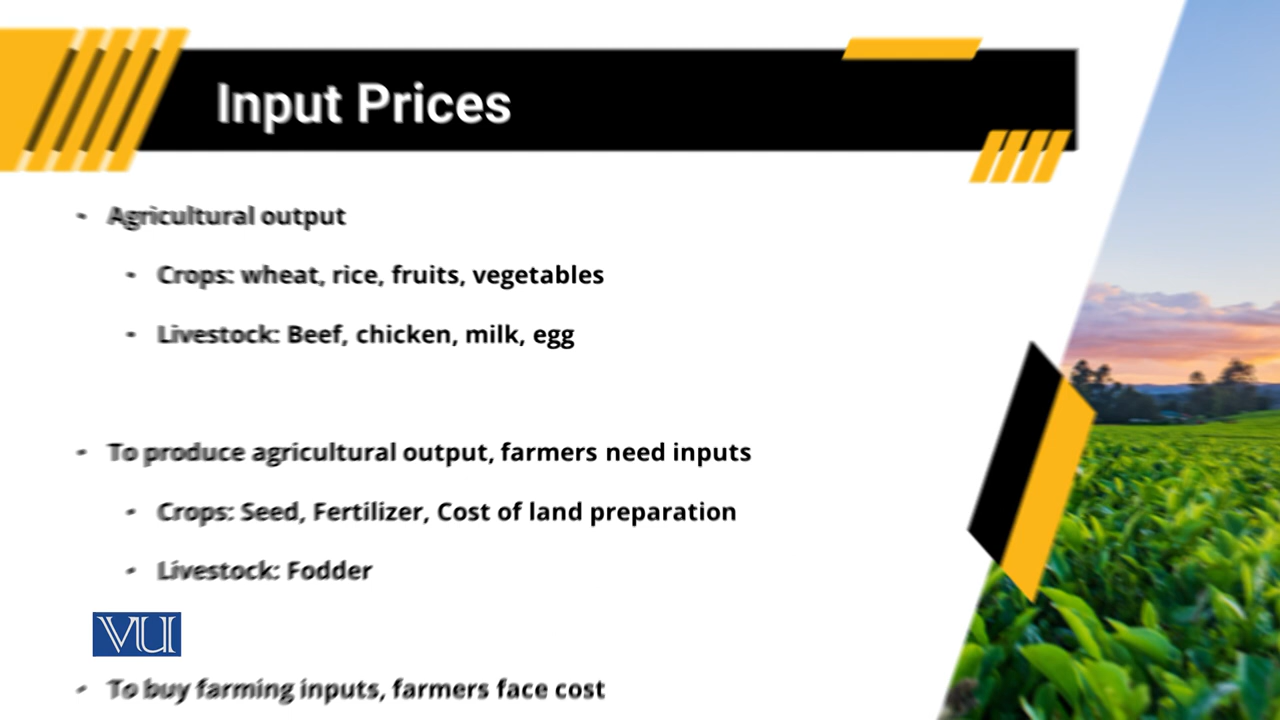 Input Prices
Agricultural output
Crops: wheat, rice, fruits, vegetables
Livestock: Beef, chicken, milk, egg
To produce agricultural output, farmers need inputs
Crops: Seed, Fertilizer, Cost of land preparation
Livestock: Fodder
VU
To buy farming inputs, farmers face cost